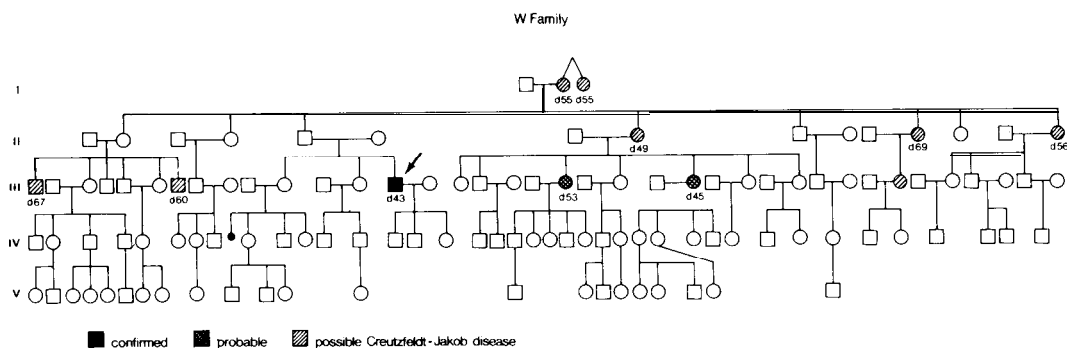 W Family
I
d55 d55
II
d49 d69 d56
III
d67 d60 d43 d53 d45
IV
V
confirmed probable possible Creutzfeldt-Jakob disease